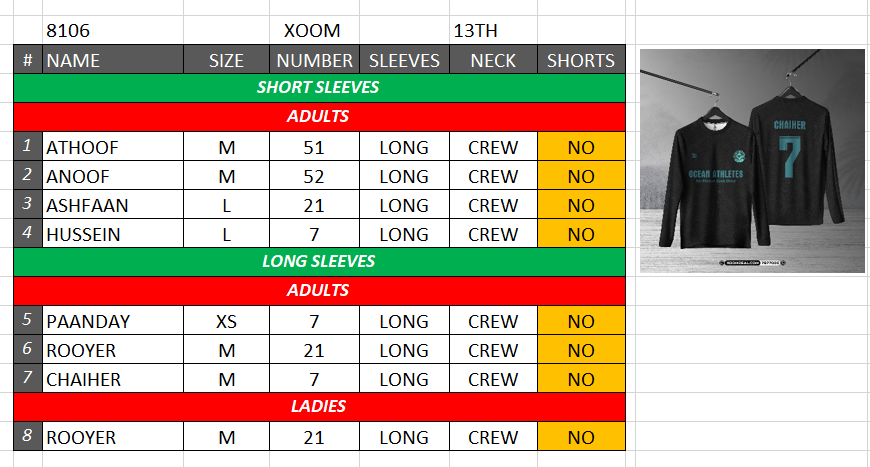 8106 XOOM 13TH
# NAME SIZE NUMBER SLEEVES NECK SHORTS
SHORT SLEEVES
ADULTS
1 ATHOOF M 51 LONG CREW NO
2 ANOOF M 52 LONG CREW NO
3 ASHFAAN L 21 LONG CREW NO
4 HUSSEIN L 7 LONG CREW NO
LONG SLEEVES
ADULTS
5 PAANDAY XS 7 LONG CREW NO
6 ROOYER M 21 LONG CREW NO
7 CHAIHER M 7 LONG CREW NO
LADIES
8 ROOYER M 21 LONG CREW NO
CHAIHER
7
OCEAN ATHLETES